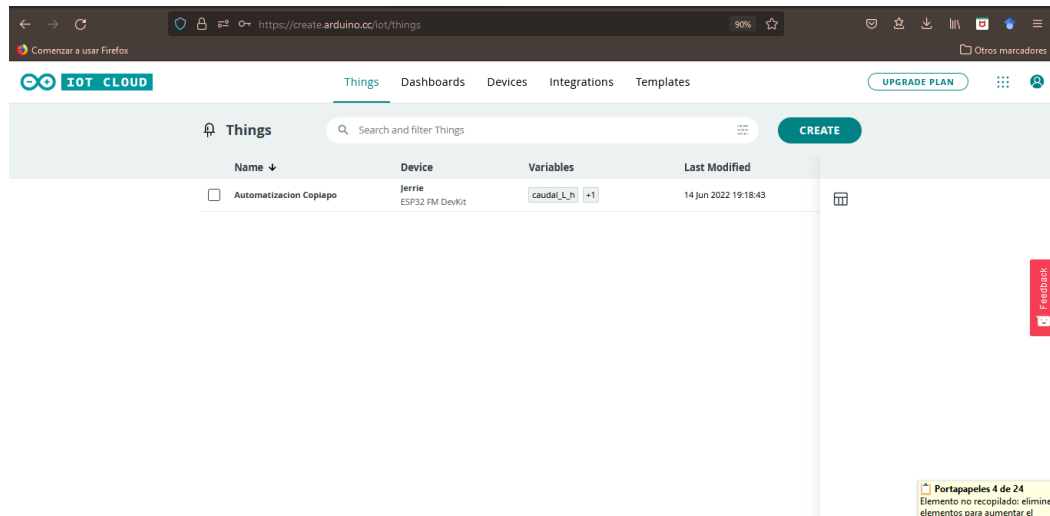 https://create.arduino.cc/iot/things
90%
Comenzar a usar Firefox
Otros marcadores
IOT CLOUD
Things Dashboards Devices Integrations Templates
UPGRADE PLAN
Things
Search and filter Things
CREATE
Name Device Variables Last Modified
Automatizacion Copiapo
Jerrie
ESP32 FM DevKit
caudal_L_h +1
14 Jun 2022 19:18:43
Feedback
Portapapeles 4 de 24
Elemento no recopilado: elimine
elementos para aumentar el